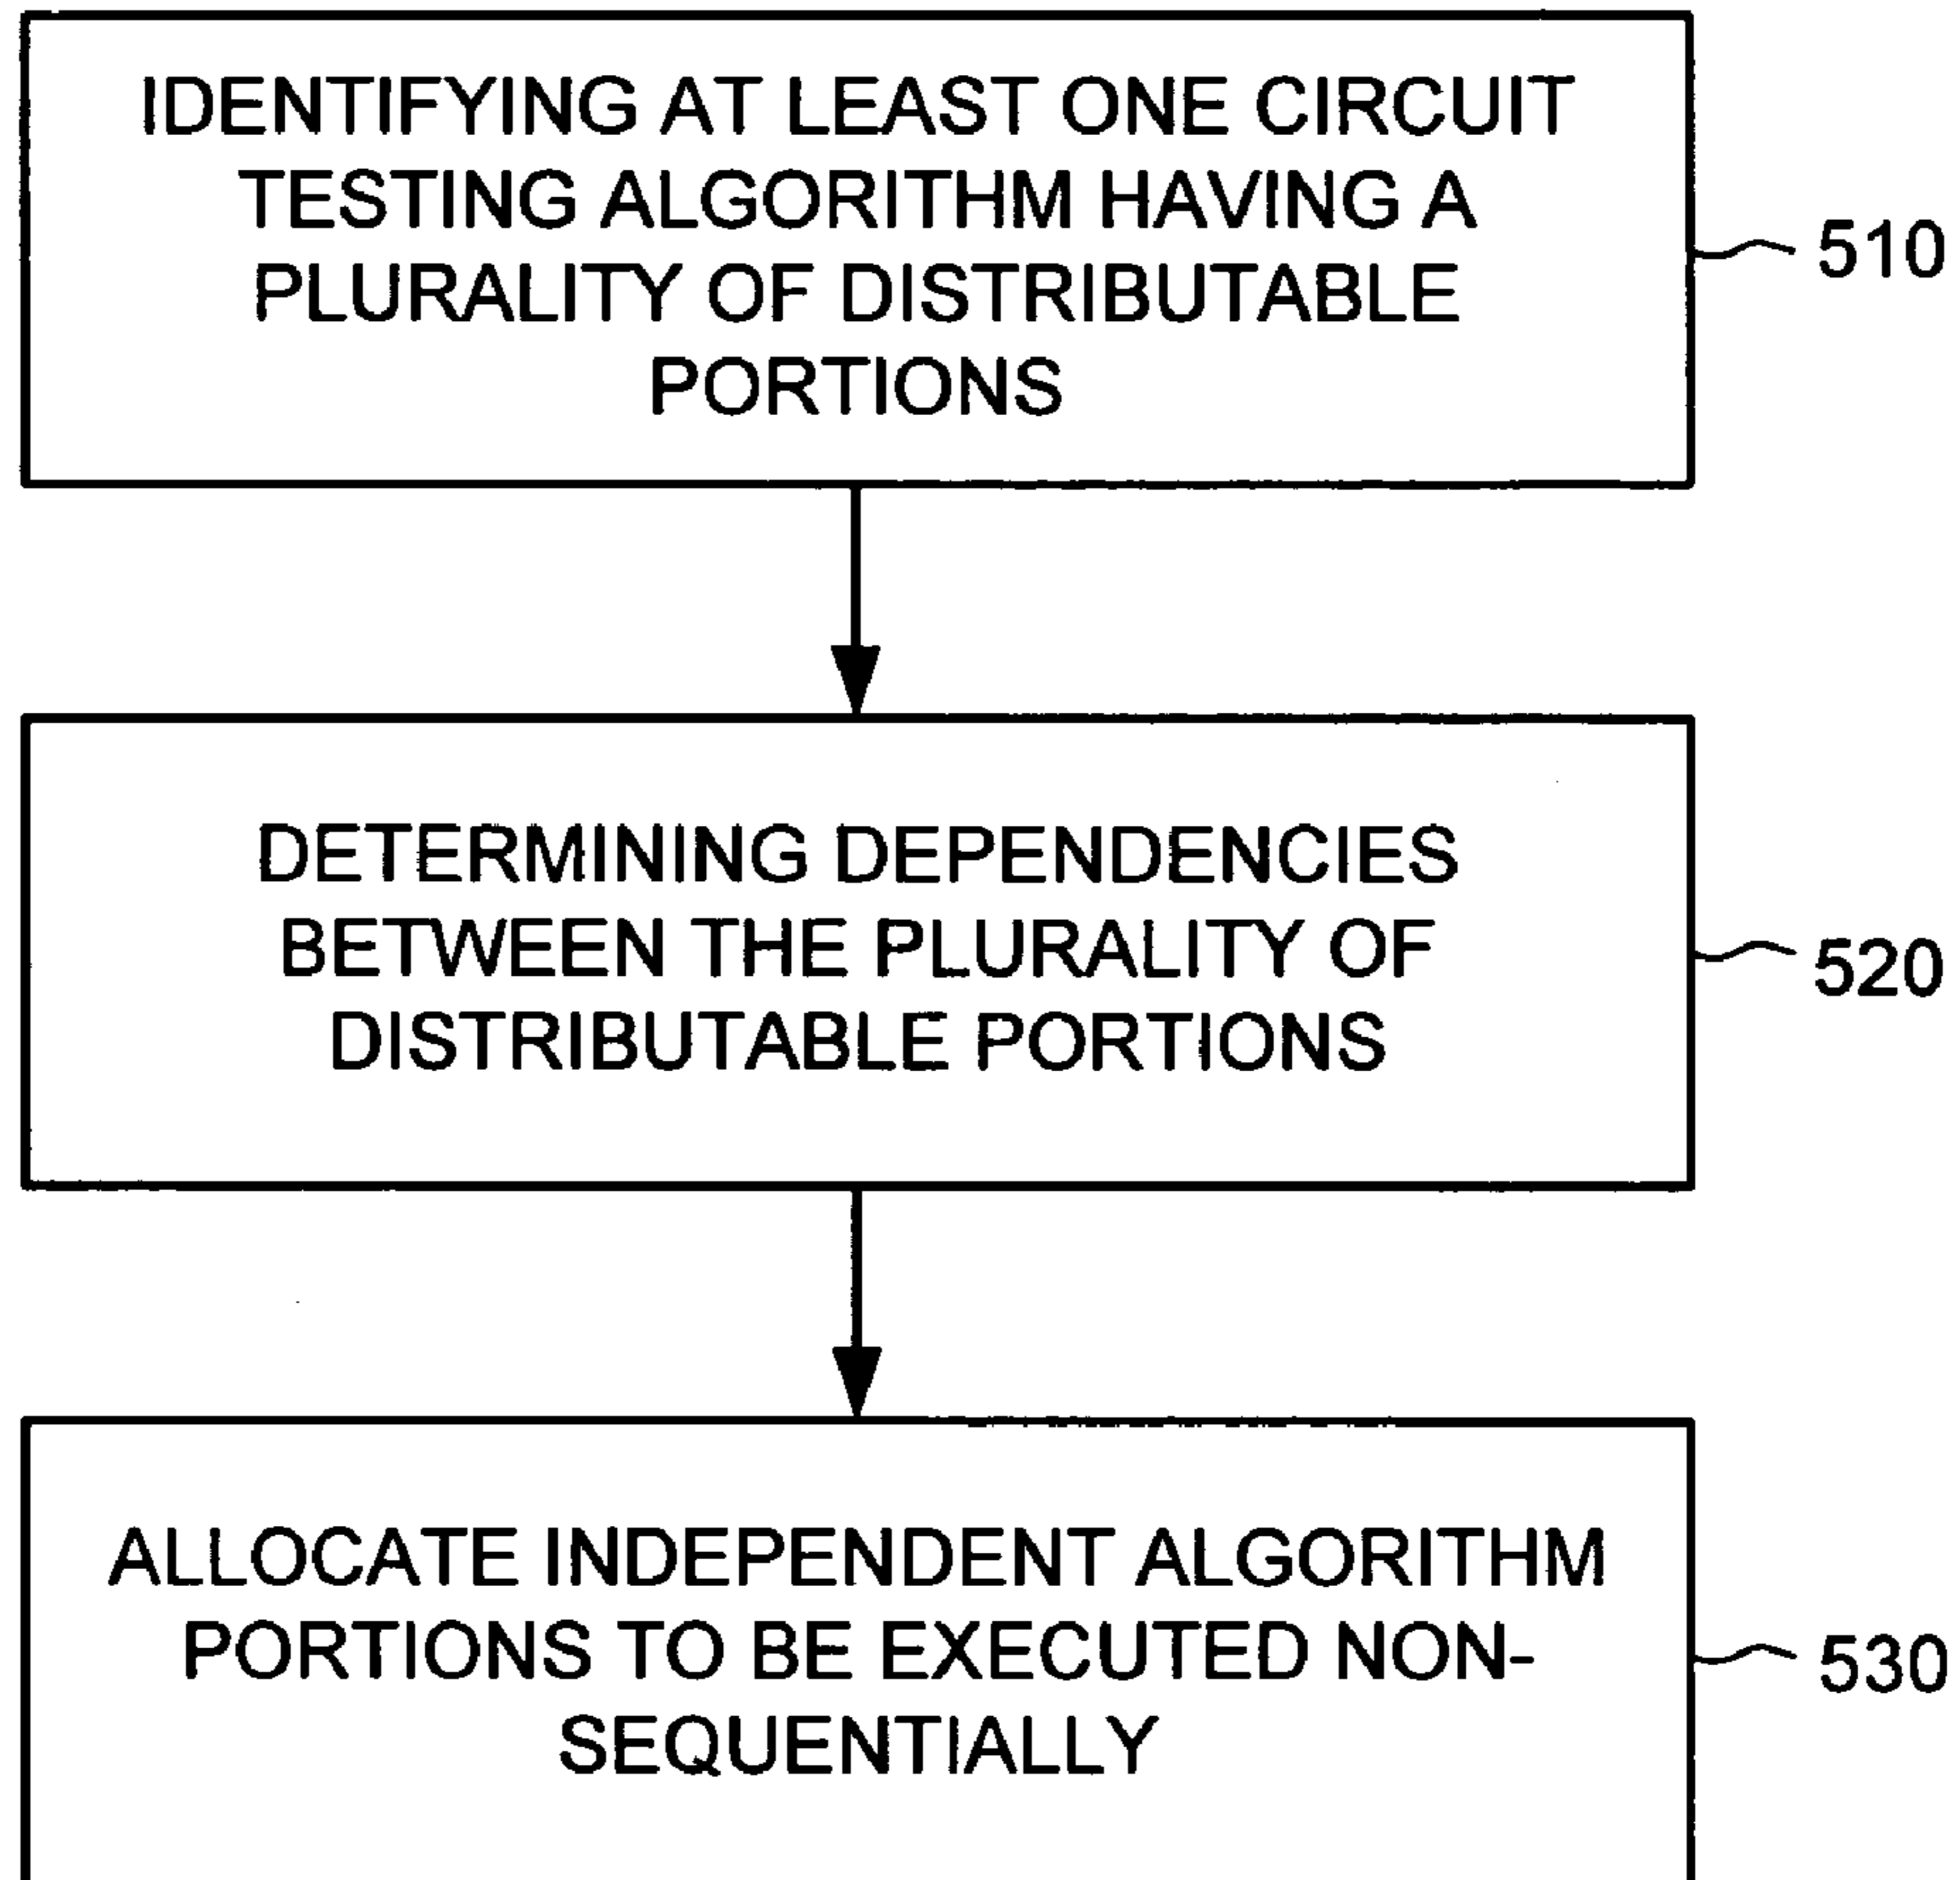 IDENTIFYING AT LEAST ONE CIRCUIT
TESTING ALGORITHM HAVING A
PLURALITY OF DISTRIBUTABLE
PORTIONS
510
DETERMINING DEPENDENCIES
BETWEEN THE PLURALITY OF
DISTRIBUTABLE PORTIONS
520
ALLOCATE INDEPENDENT ALGORITHM
PORTIONS TO BE EXECUTED NON-
SEQUENTIALLY
530